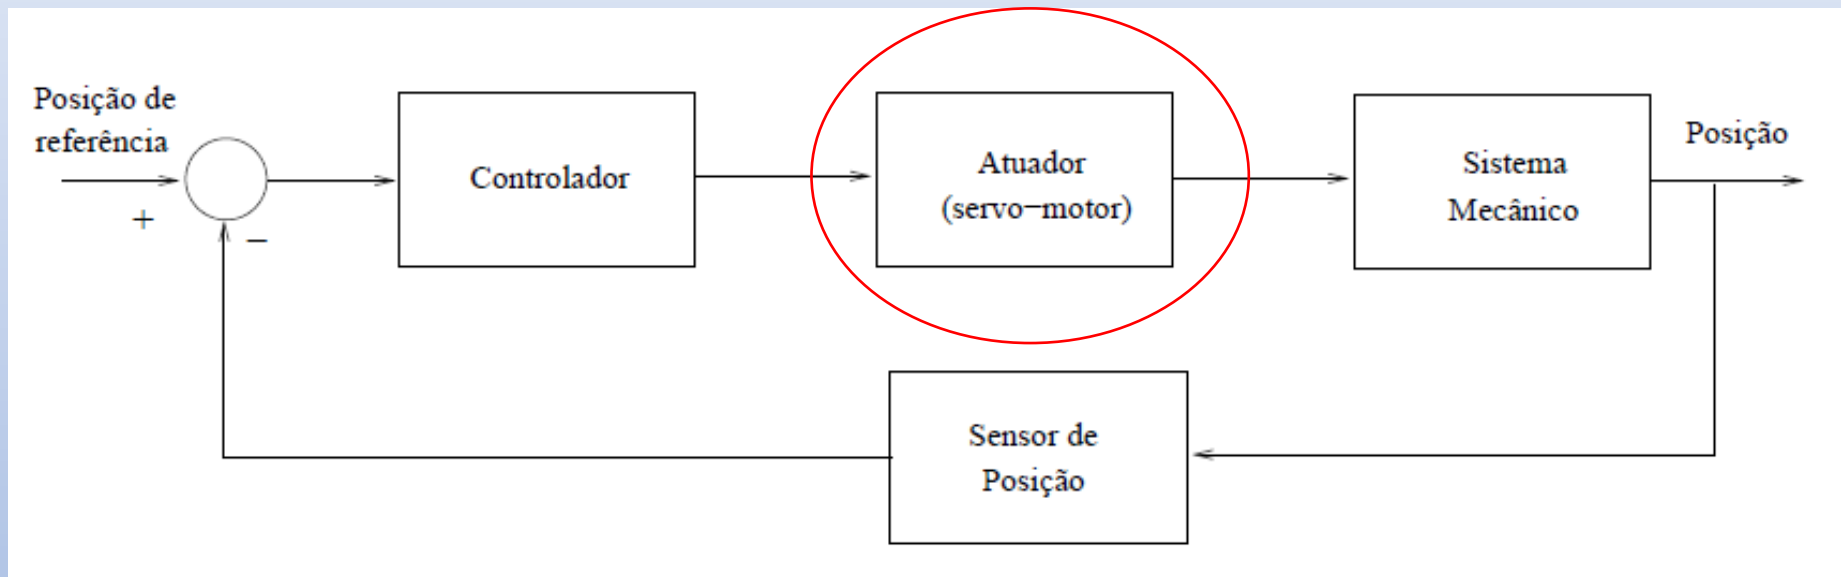 Posição de
referência
+
−
Controlador
Atuador
(servo−motor)
Sistema
Mecânico
Posição
Sensor de
Posição